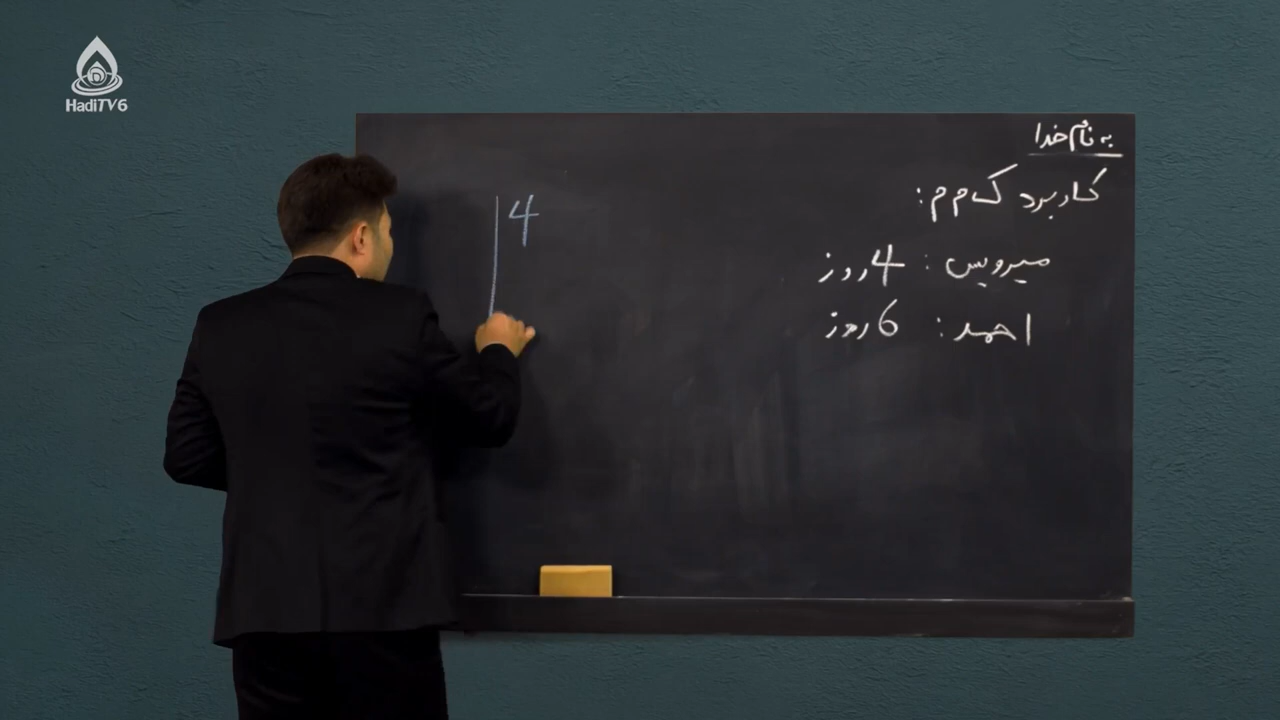 HadiTV6
به نام خدا
کاربرد ک م م :
میرویس : 4 روز
احمد : 6 روز
4